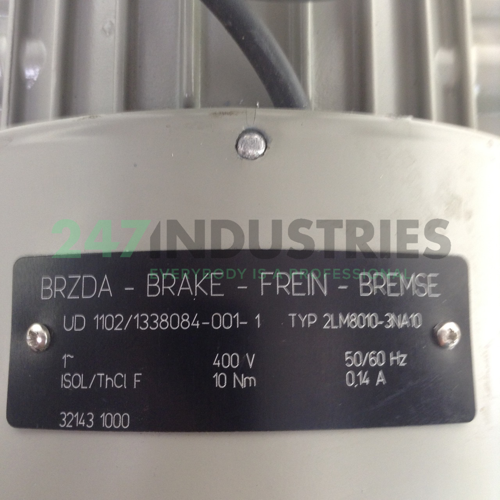 247INDUSTRIES
EVERYBODY IS A PEOPLE
BRZDA - BRAKE - FREIN - BREMSE
UD 1102/1338084-001-1 TYP 2LM8010-3NA10
1~ 400 V 50/60 Hz
ISOL/ThCl F 10 Nm 0,14 A
32143 1000